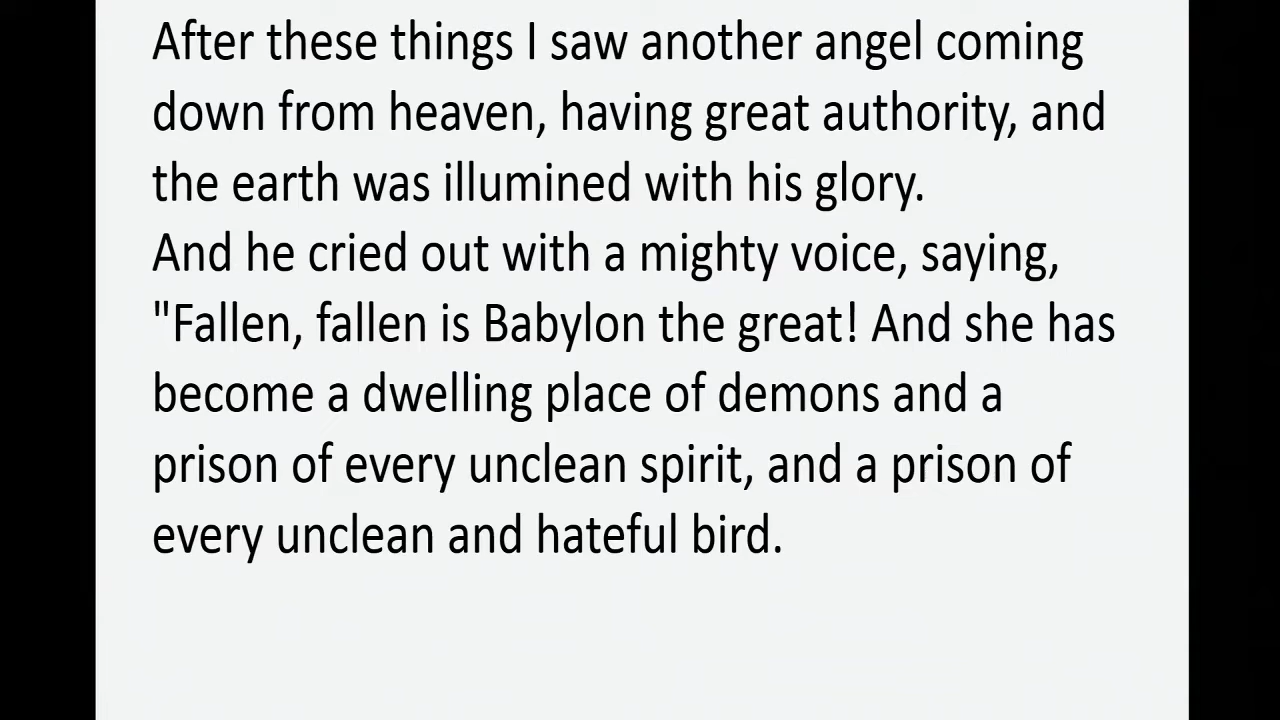 After these things I saw another angel coming
down from heaven, having great authority, and
the earth was illumined with his glory.
And he cried out with a mighty voice, saying,
"Fallen, fallen is Babylon the great! And she has
become a dwelling place of demons and a
prison of every unclean spirit, and a prison of
every unclean and hateful bird.